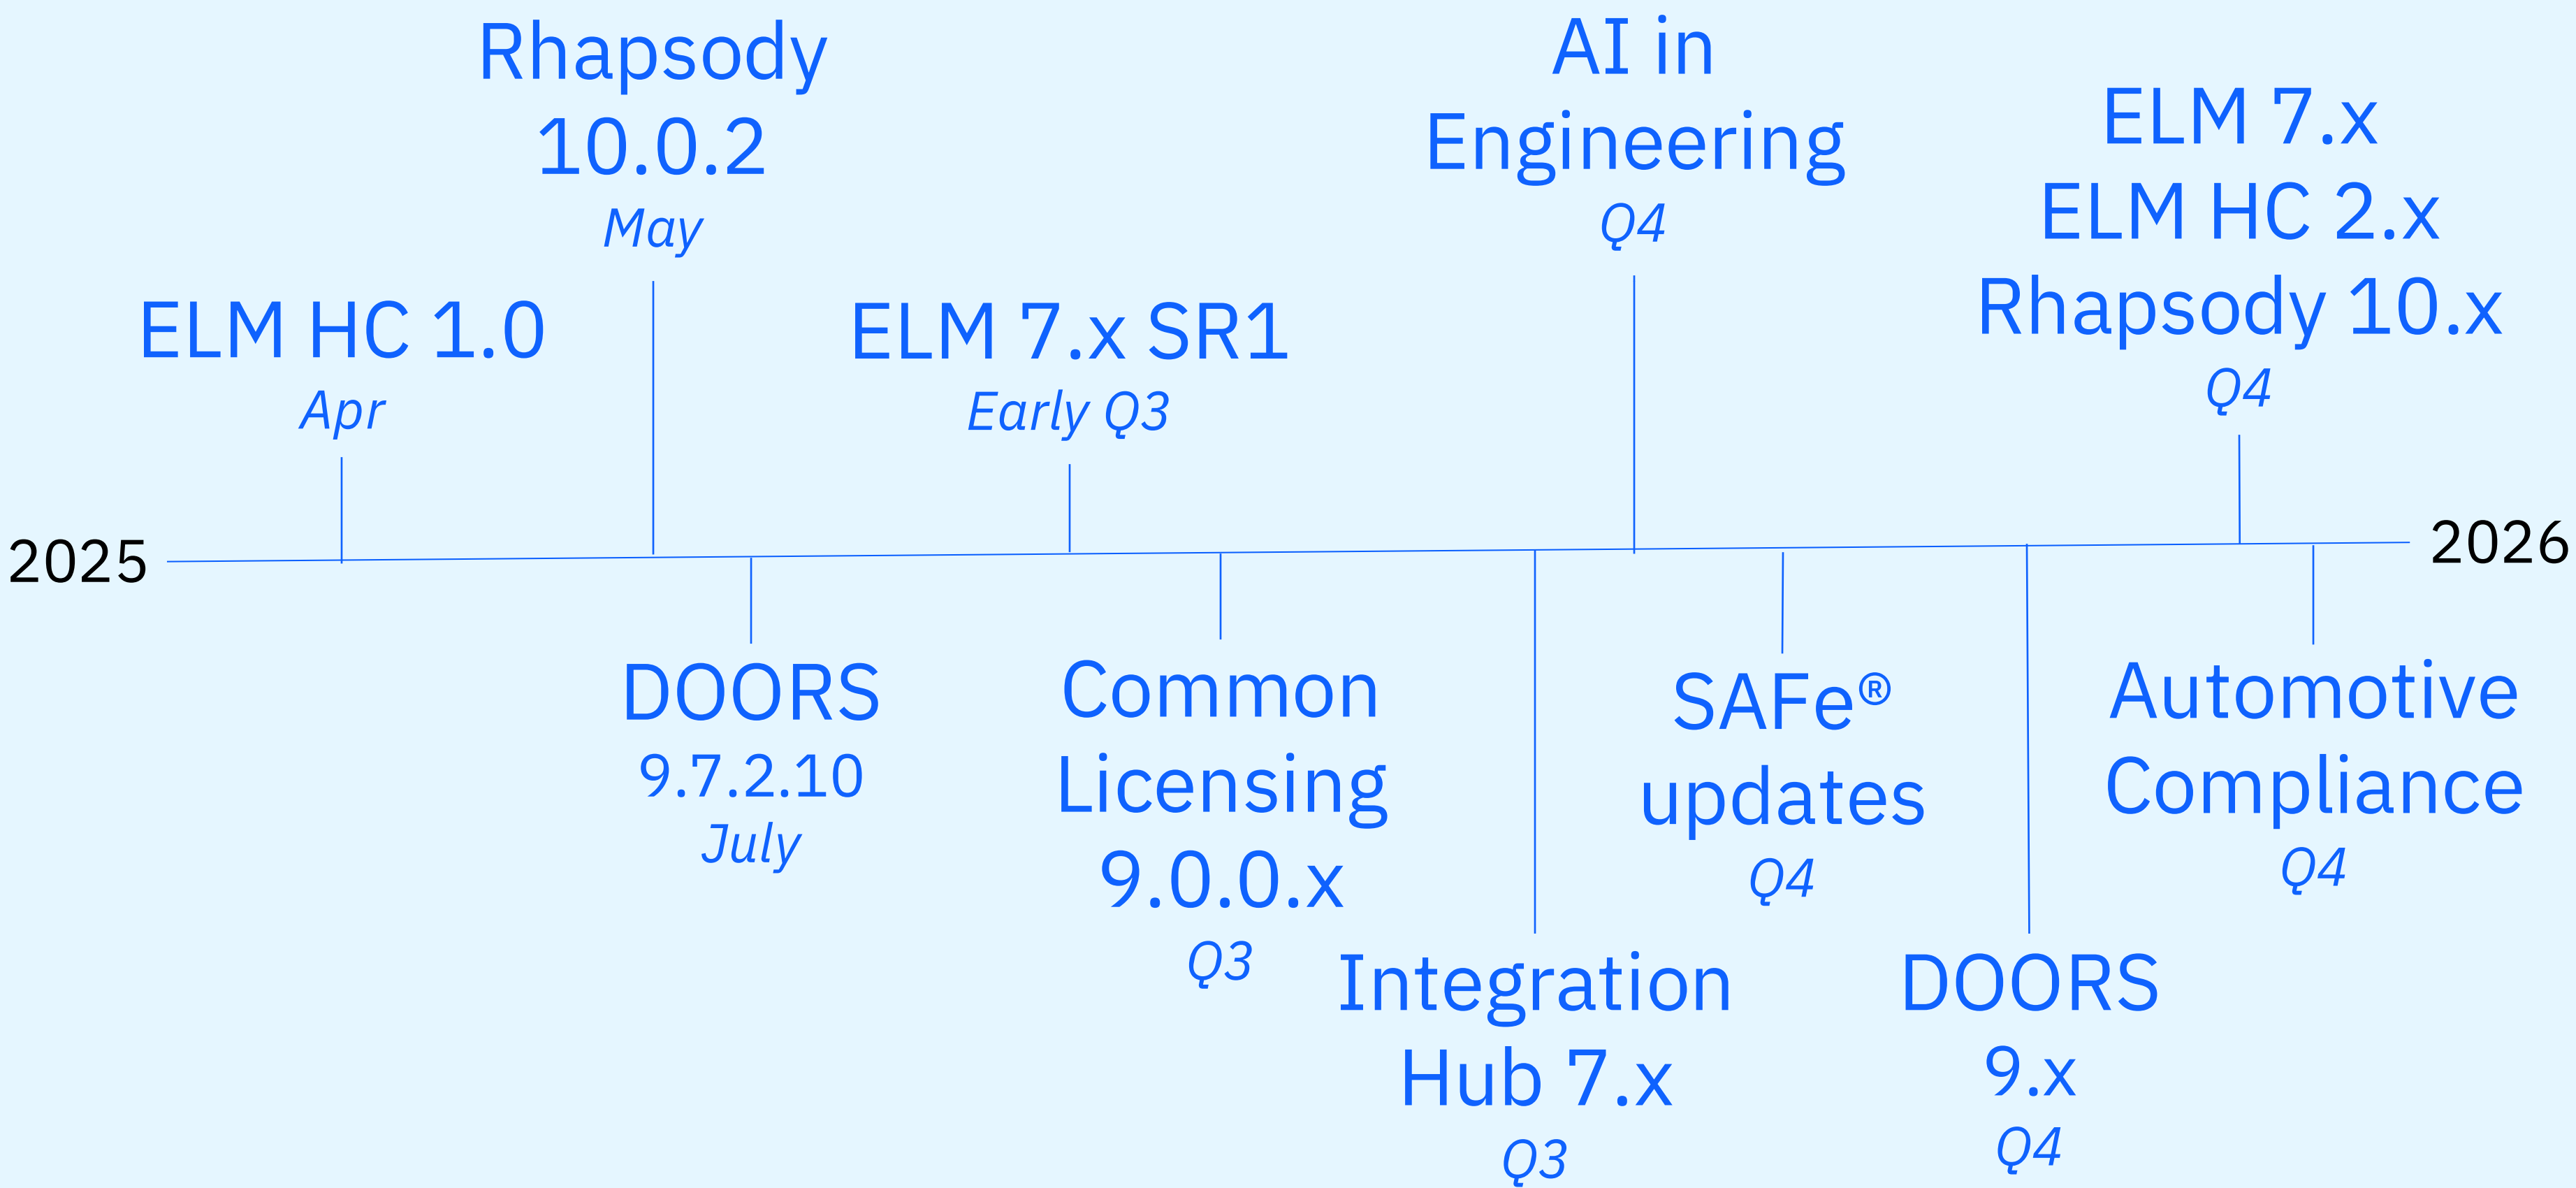 Rhapsody
10.0.2
May
AI in
Engineering
Q4
ELM 7.x
ELM HC 2.x
Rhapsody 10.x
Q4
ELM HC 1.0
Apr
ELM 7.x SR1
Early Q3
2025
2026
DOORS
9.7.2.10
July
Common
Licensing
9.0.0.x
Q3
Integration
Hub 7.x
Q3
SAFe®
updates
Q4
DOORS
9.x
Q4
Automotive
Compliance
Q4